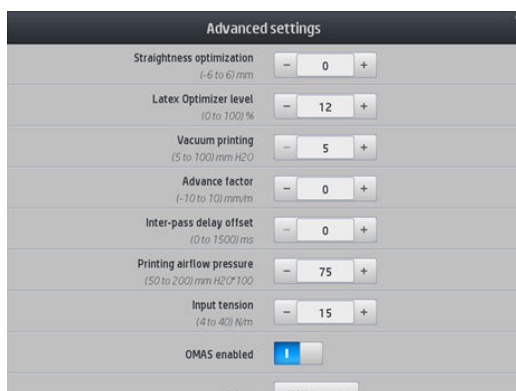 Advanced settings
Straightness optimization
(-6 to 6) mm
− 0 +
Latex Optimizer level
(0 to 100) %
− 12 +
Vacuum printing
(5 to 100) mm H2O
− 5 +
Advance factor
(-10 to 10) mm/m
− 0 +
Inter-pass delay offset
(0 to 1500) ms
− 0 +
Printing airflow pressure
(50 to 200) mm H2O*100
− 75 +
Input tension
(4 to 40) N/m
− 15 +
OMAS enabled
I